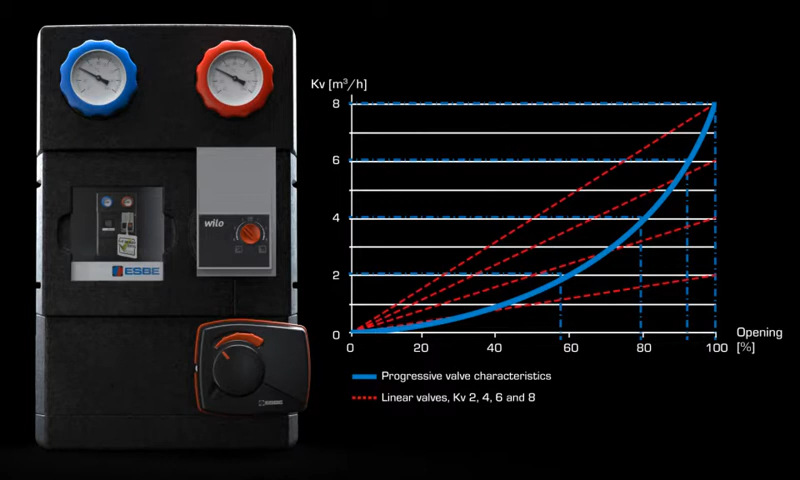 wilo
ESBE
ESBE
Kv [m³/h]
8
6
4
2
0
0 20 40 60 80 100
Opening
[%]
Progressive valve characteristics
Linear valves, Kv 2, 4, 6 and 8